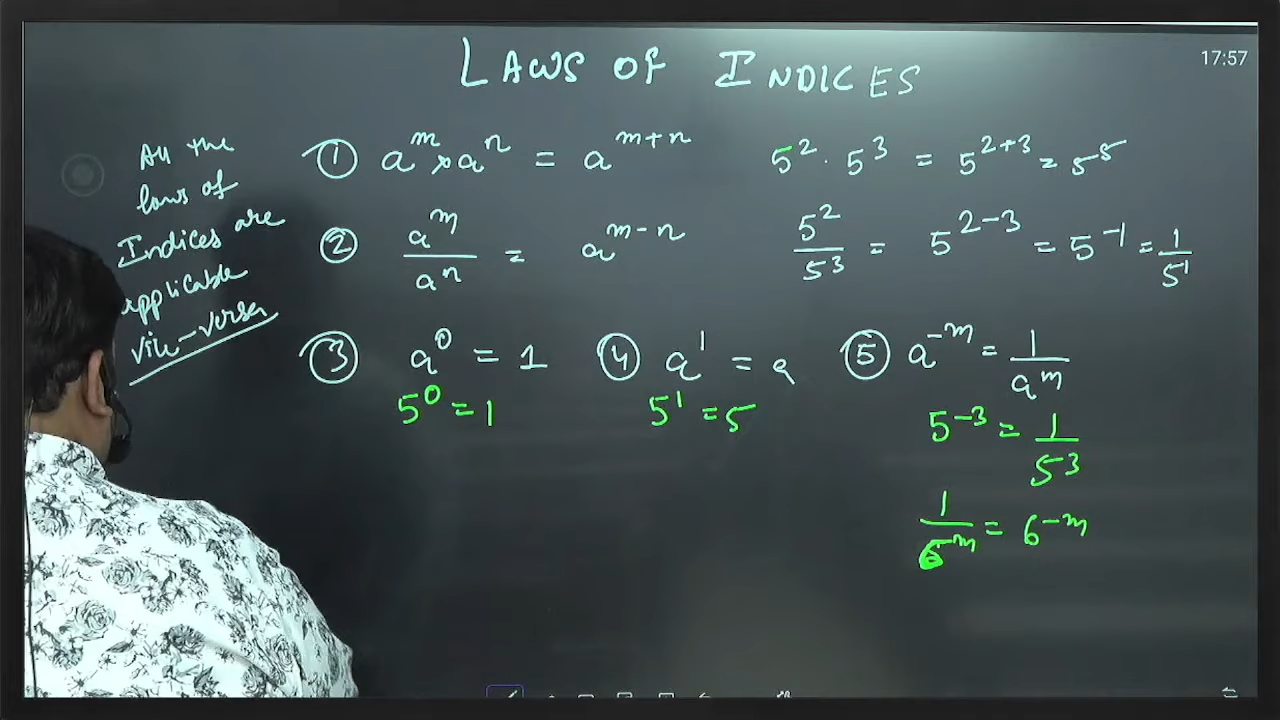 LAWS OF INDICES
17:57
All the
laws of
Indices are
applicable
vice-versa
① a^m × a^n = a^(m+n)
5^2 · 5^3 = 5^(2+3) = 5^5
② a^m / a^n = a^(m-n)
5^2 / 5^3 = 5^(2-3) = 5^-1 = 1 / 5^1
③ a^0 = 1
5^0 = 1
④ a^1 = a
5^1 = 5
⑤ a^-m = 1 / a^m
5^-3 = 1 / 5^3
1 / 6^m = 6^-m